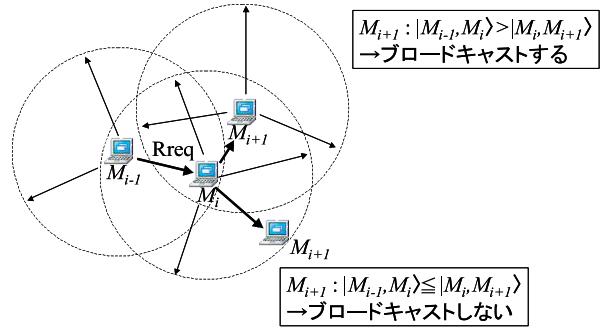 M_{i+1} : |M_{i-1}, M_i⟩ > |M_i, M_{i+1}⟩
→ブロードキャストする
M_{i+1}
Rreq
M_{i-1}
M_i
M_{i+1}
M_{i+1} : |M_{i-1}, M_i⟩ ≦ |M_i, M_{i+1}⟩
→ブロードキャストしない